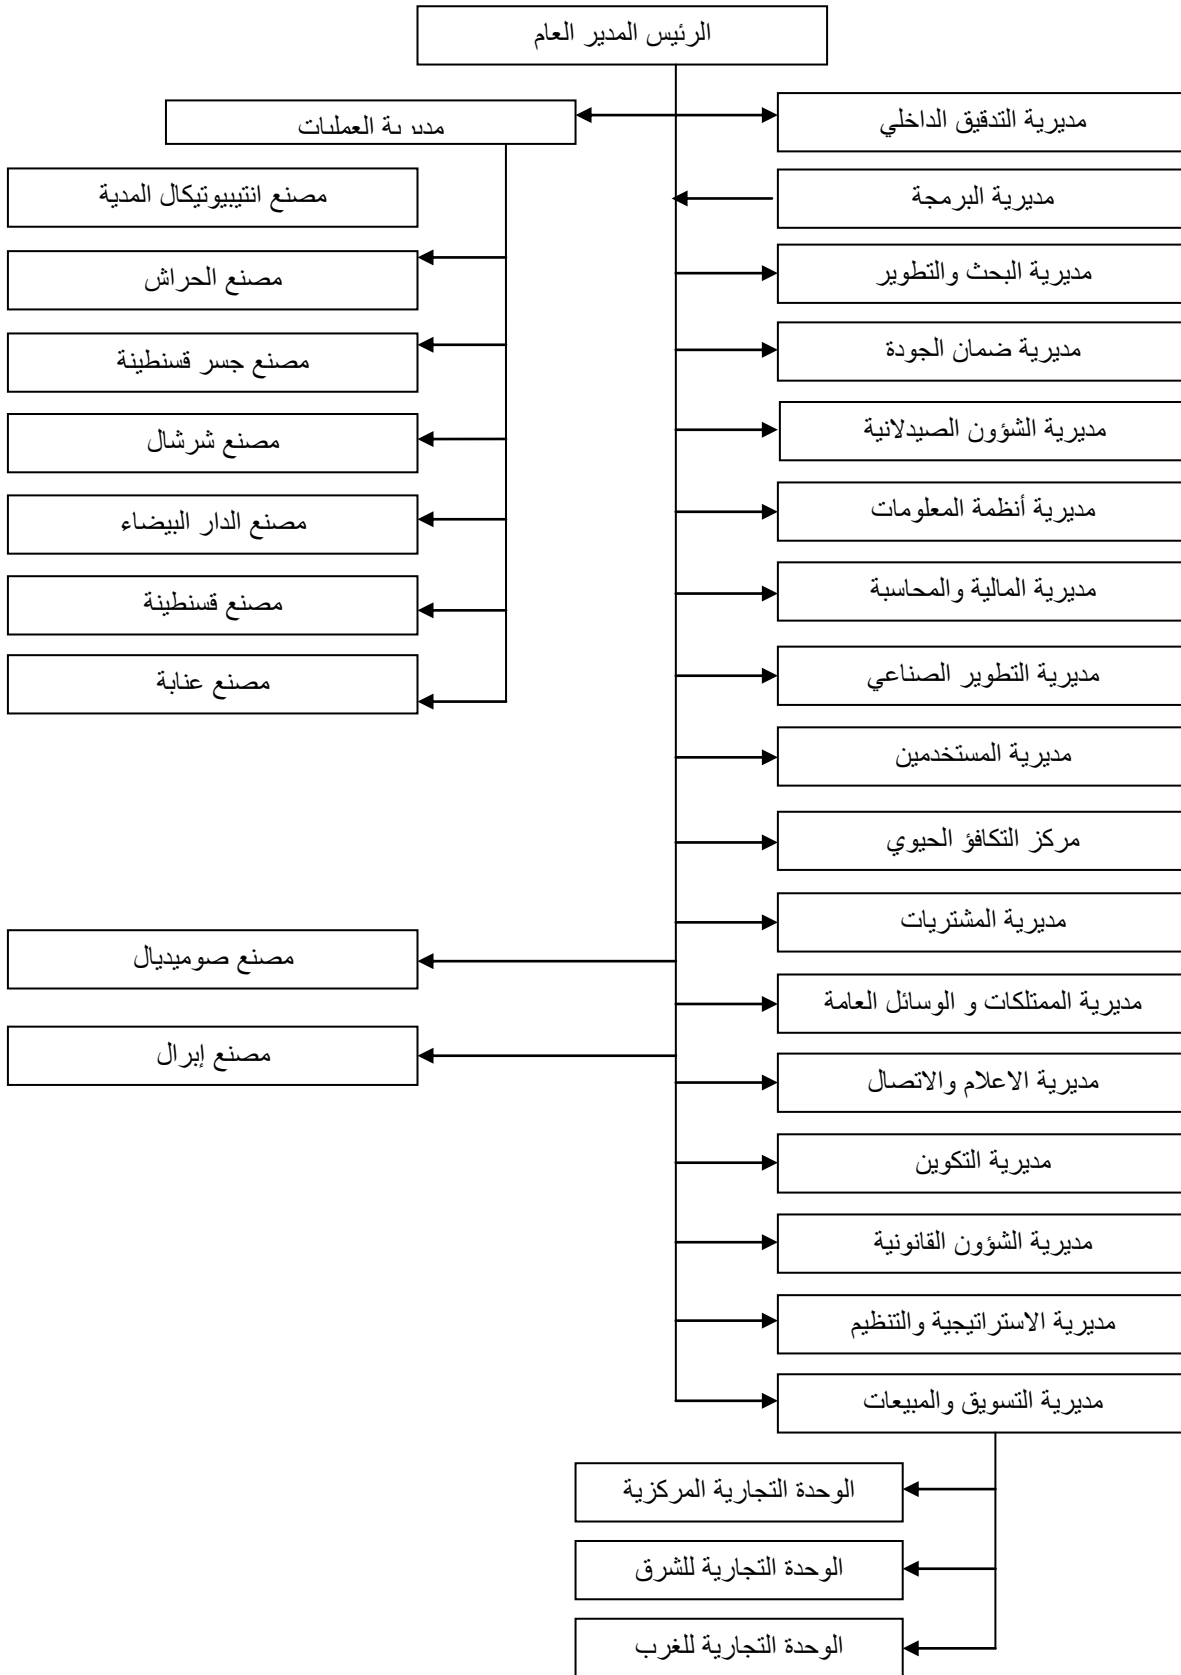 الرئيس المدير العام
مديرية التدقيق الداخلي
مديرية العمليات
مديرية البرمجة
مصنع انتيبيوتيكال المدية
مديرية البحث والتطوير
مصنع الحراش
مديرية ضمان الجودة
مصنع جسر قسنطينة
مديرية الشؤون الصيدلانية
مصنع شرشال
مديرية أنظمة المعلومات
مصنع الدار البيضاء
مديرية المالية والمحاسبة
مصنع قسنطينة
مديرية التطوير الصناعي
مصنع عنابة
مديرية المستخدمين
مركز التكافؤ الحيوي
مديرية المشتريات
مصنع صوميديال
مديرية الممتلكات و الوسائل العامة
مصنع إبرال
مديرية الاعلام والاتصال
مديرية التكوين
مديرية الشؤون القانونية
مديرية الاستراتيجية والتنظيم
مديرية التسويق والمبيعات
الوحدة التجارية المركزية
الوحدة التجارية للشرق
الوحدة التجارية للغرب